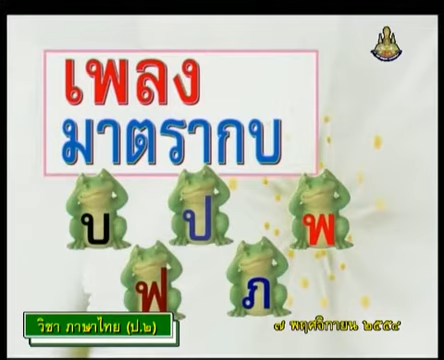 เพลง
มาตรากบ
บ ป พ
ฟ ภ
วิชา ภาษาไทย (ป.๒)
๗ พฤศจิกายน ๒๕๕๔